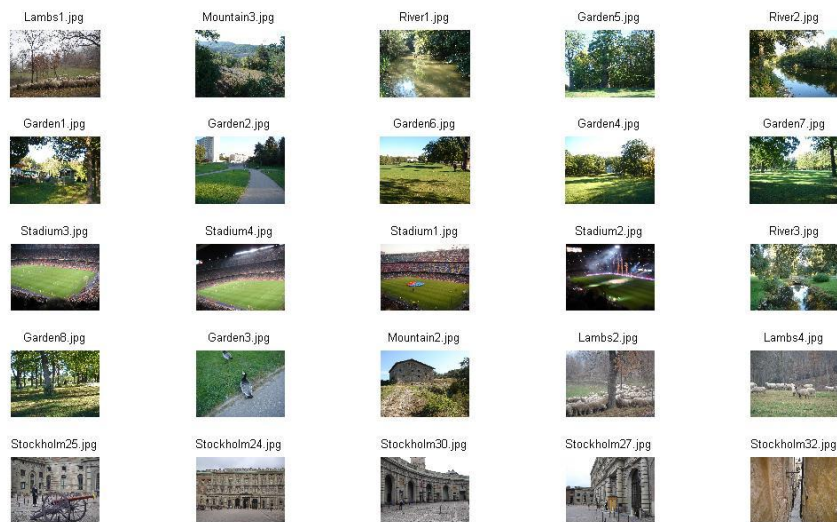 Lambs1.jpg
Mountain3.jpg
River1.jpg
Garden5.jpg
River2.jpg
Garden1.jpg
Garden2.jpg
Garden6.jpg
Garden4.jpg
Garden7.jpg
Stadium3.jpg
Stadium4.jpg
Stadium1.jpg
Stadium2.jpg
River3.jpg
Garden8.jpg
Garden3.jpg
Mountain2.jpg
Lambs2.jpg
Lambs4.jpg
Stockholm25.jpg
Stockholm24.jpg
Stockholm30.jpg
Stockholm27.jpg
Stockholm32.jpg